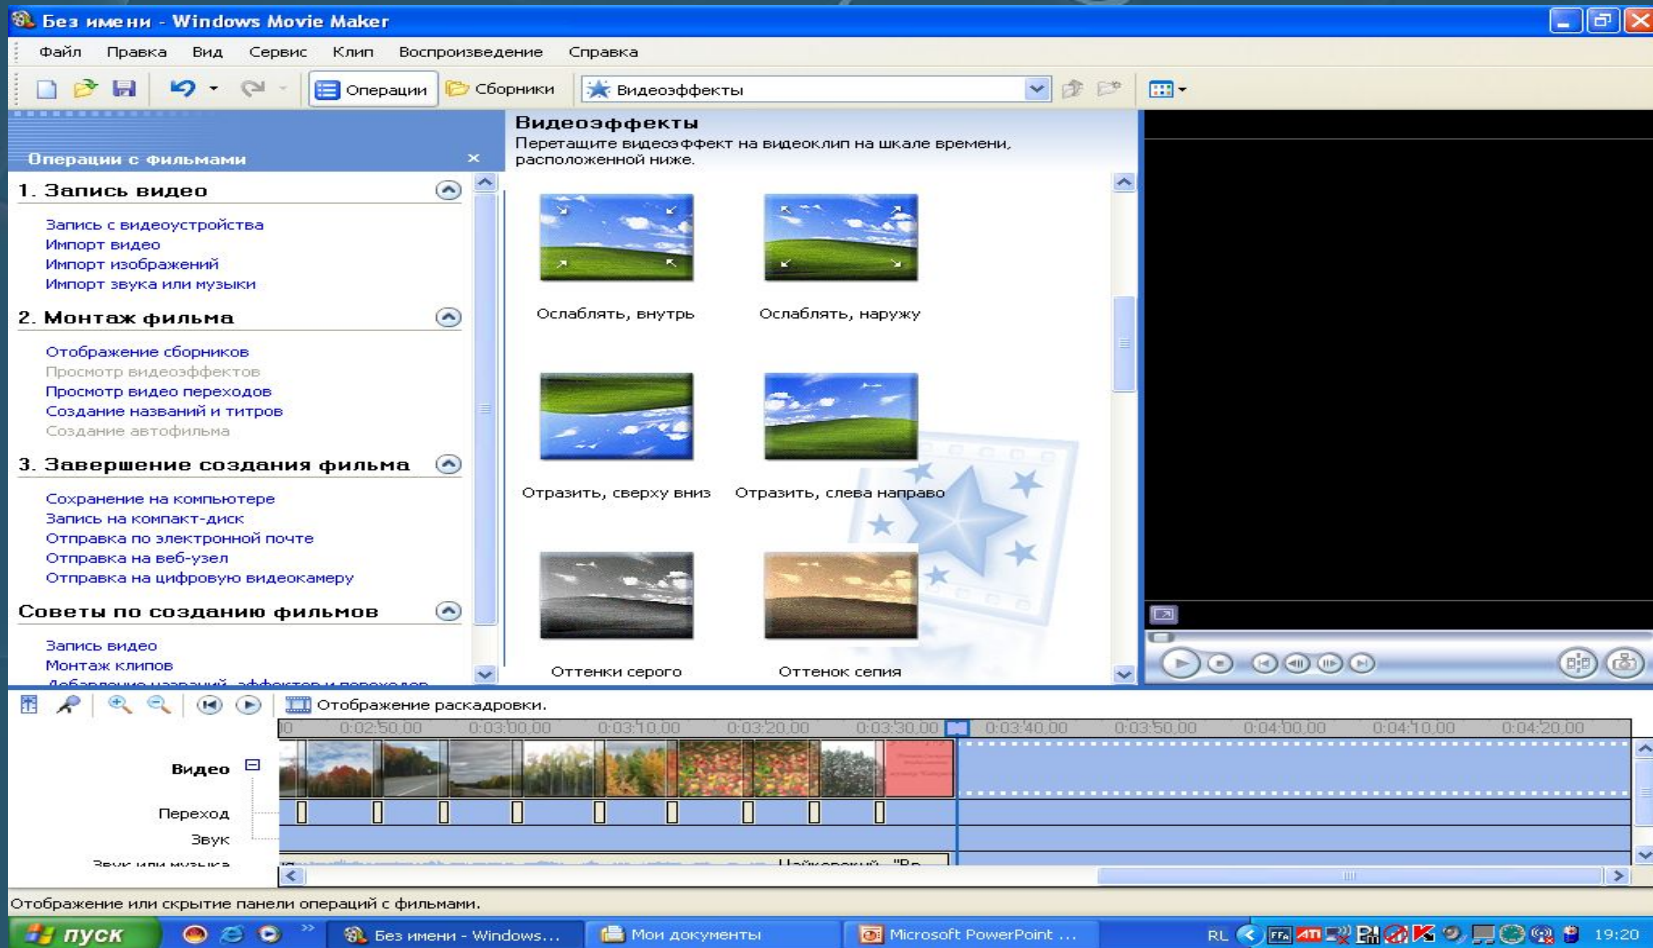 Без имени - Windows Movie Maker
Файл Правка Вид Сервис Клип Воспроизведение Справка
Операции Сборники Видеоэффекты
Операции с фильмами
1. Запись видео
Запись с видеоустройства
Импорт видео
Импорт изображений
Импорт звука или музыки
2. Монтаж фильма
Отображение сборников
Просмотр видеоэффектов
Просмотр видео переходов
Создание названий и титров
Создание автофильма
3. Завершение создания фильма
Сохранение на компьютере
Запись на компакт-диск
Отправка по электронной почте
Отправка на веб-узел
Отправка на цифровую видеокамеру
Советы по созданию фильмов
Запись видео
Монтаж клипов
Добавление названий, эффектов и переходов
Видеоэффекты
Перетащите видеоэффект на видеоклип на шкале времени,
расположенной ниже.
Ослаблять, внутрь Ослаблять, наружу
Отразить, сверху вниз Отразить, слева направо
Оттенки серого Оттенок сепия
Отображение раскадровки.
0:02:50,00 0:03:00,00 0:03:10,00 0:03:20,00 0:03:30,00 0:03:40,00 0:03:50,00 0:04:00,00 0:04:10,00 0:04:20,00
Видео
Переход
Звук
Звук или музыка
Отображение или скрытие панели операций с фильмами.
пуск Без имени - Windows... Мои документы Microsoft PowerPoint ... RL 19:20